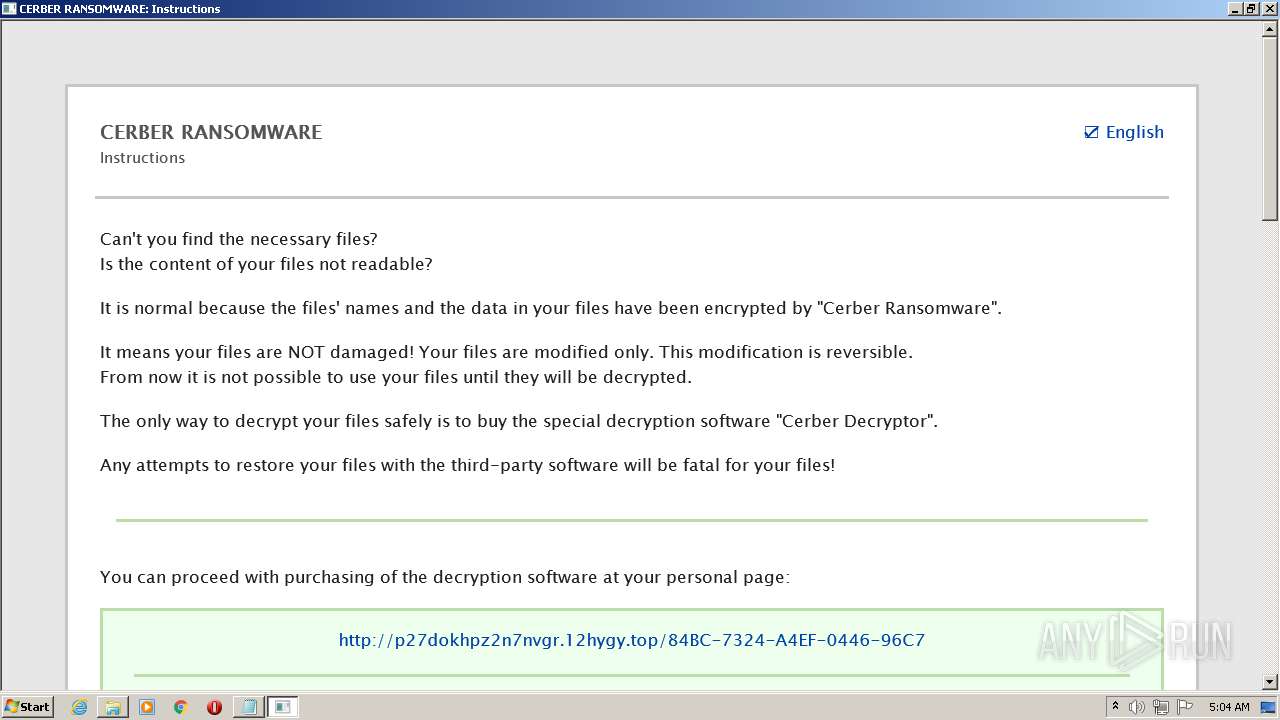 CERBER RANSOMWARE: Instructions
CERBER RANSOMWARE
English
Instructions
Can't you find the necessary files?
Is the content of your files not readable?
It is normal because the files' names and the data in your files have been encrypted by "Cerber Ransomware".
It means your files are NOT damaged! Your files are modified only. This modification is reversible.
From now it is not possible to use your files until they will be decrypted.
The only way to decrypt your files safely is to buy the special decryption software "Cerber Decryptor".
Any attempts to restore your files with the third-party software will be fatal for your files!
You can proceed with purchasing of the decryption software at your personal page:
http://p27dokhpz2n7nvgr.12hygy.top/84BC-7324-A4EF-0446-96C7
ANY RUN
Start
5:04 AM